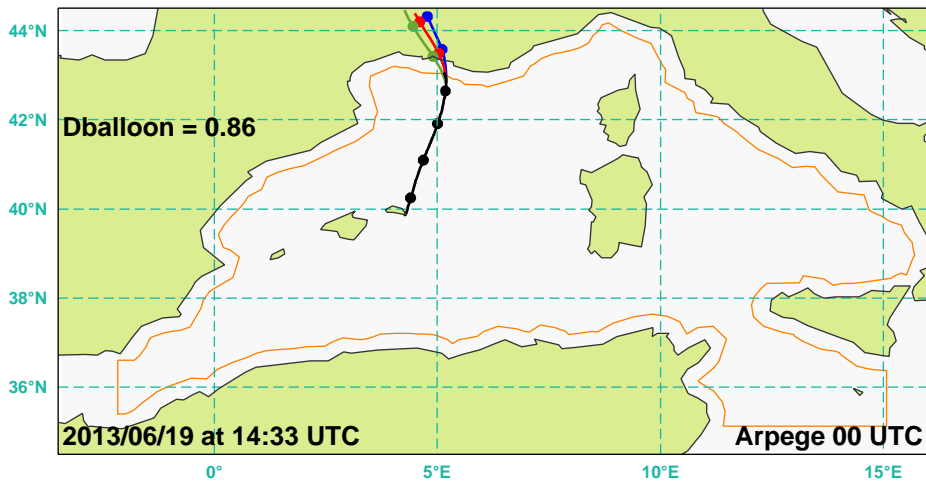 44°N
42°N
Dballoon = 0.86
40°N
38°N
36°N
2013/06/19 at 14:33 UTC Arpege 00 UTC
0° 5°E 10°E 15°E